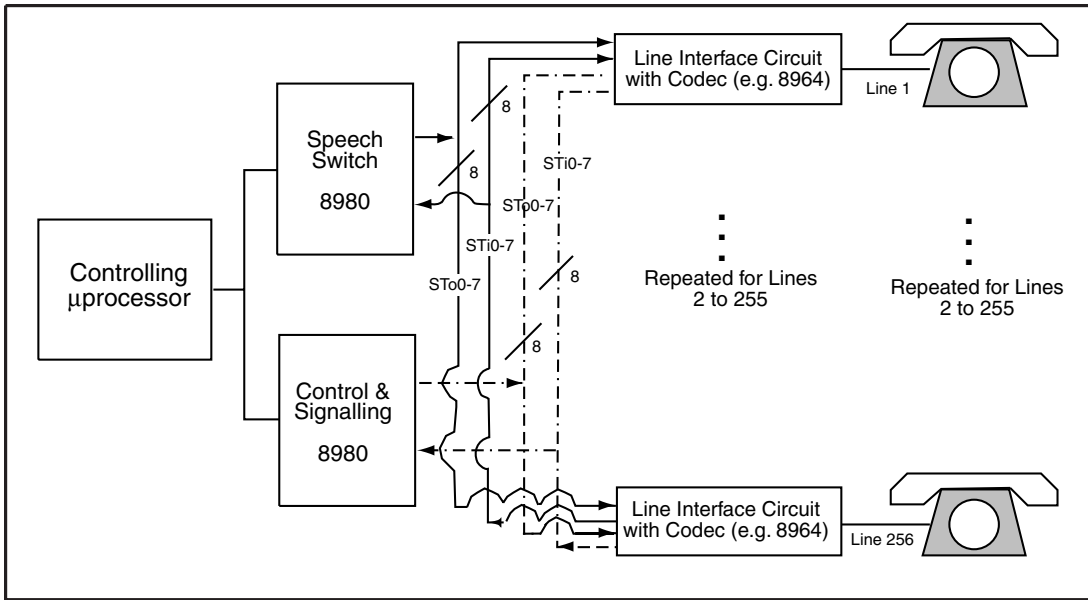 Line Interface Circuit
with Codec (e.g. 8964)
Line 1
8
8
Speech
Switch
8980
STi0-7
STo0-7
STi0-7
STo0-7
Controlling
μprocessor
8
8
Repeated for Lines
2 to 255
Repeated for Lines
2 to 255
Control &
Signalling
8980
Line Interface Circuit
with Codec (e.g. 8964)
Line 256